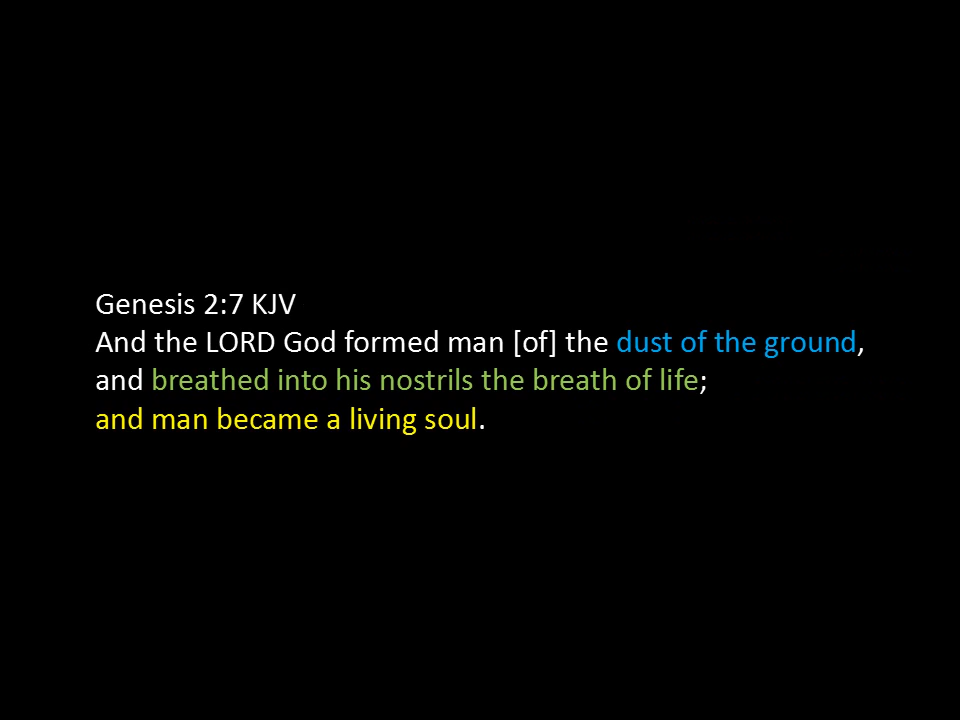 Genesis 2:7 KJV
And the LORD God formed man [of] the dust of the ground,
and breathed into his nostrils the breath of life;
and man became a living soul.